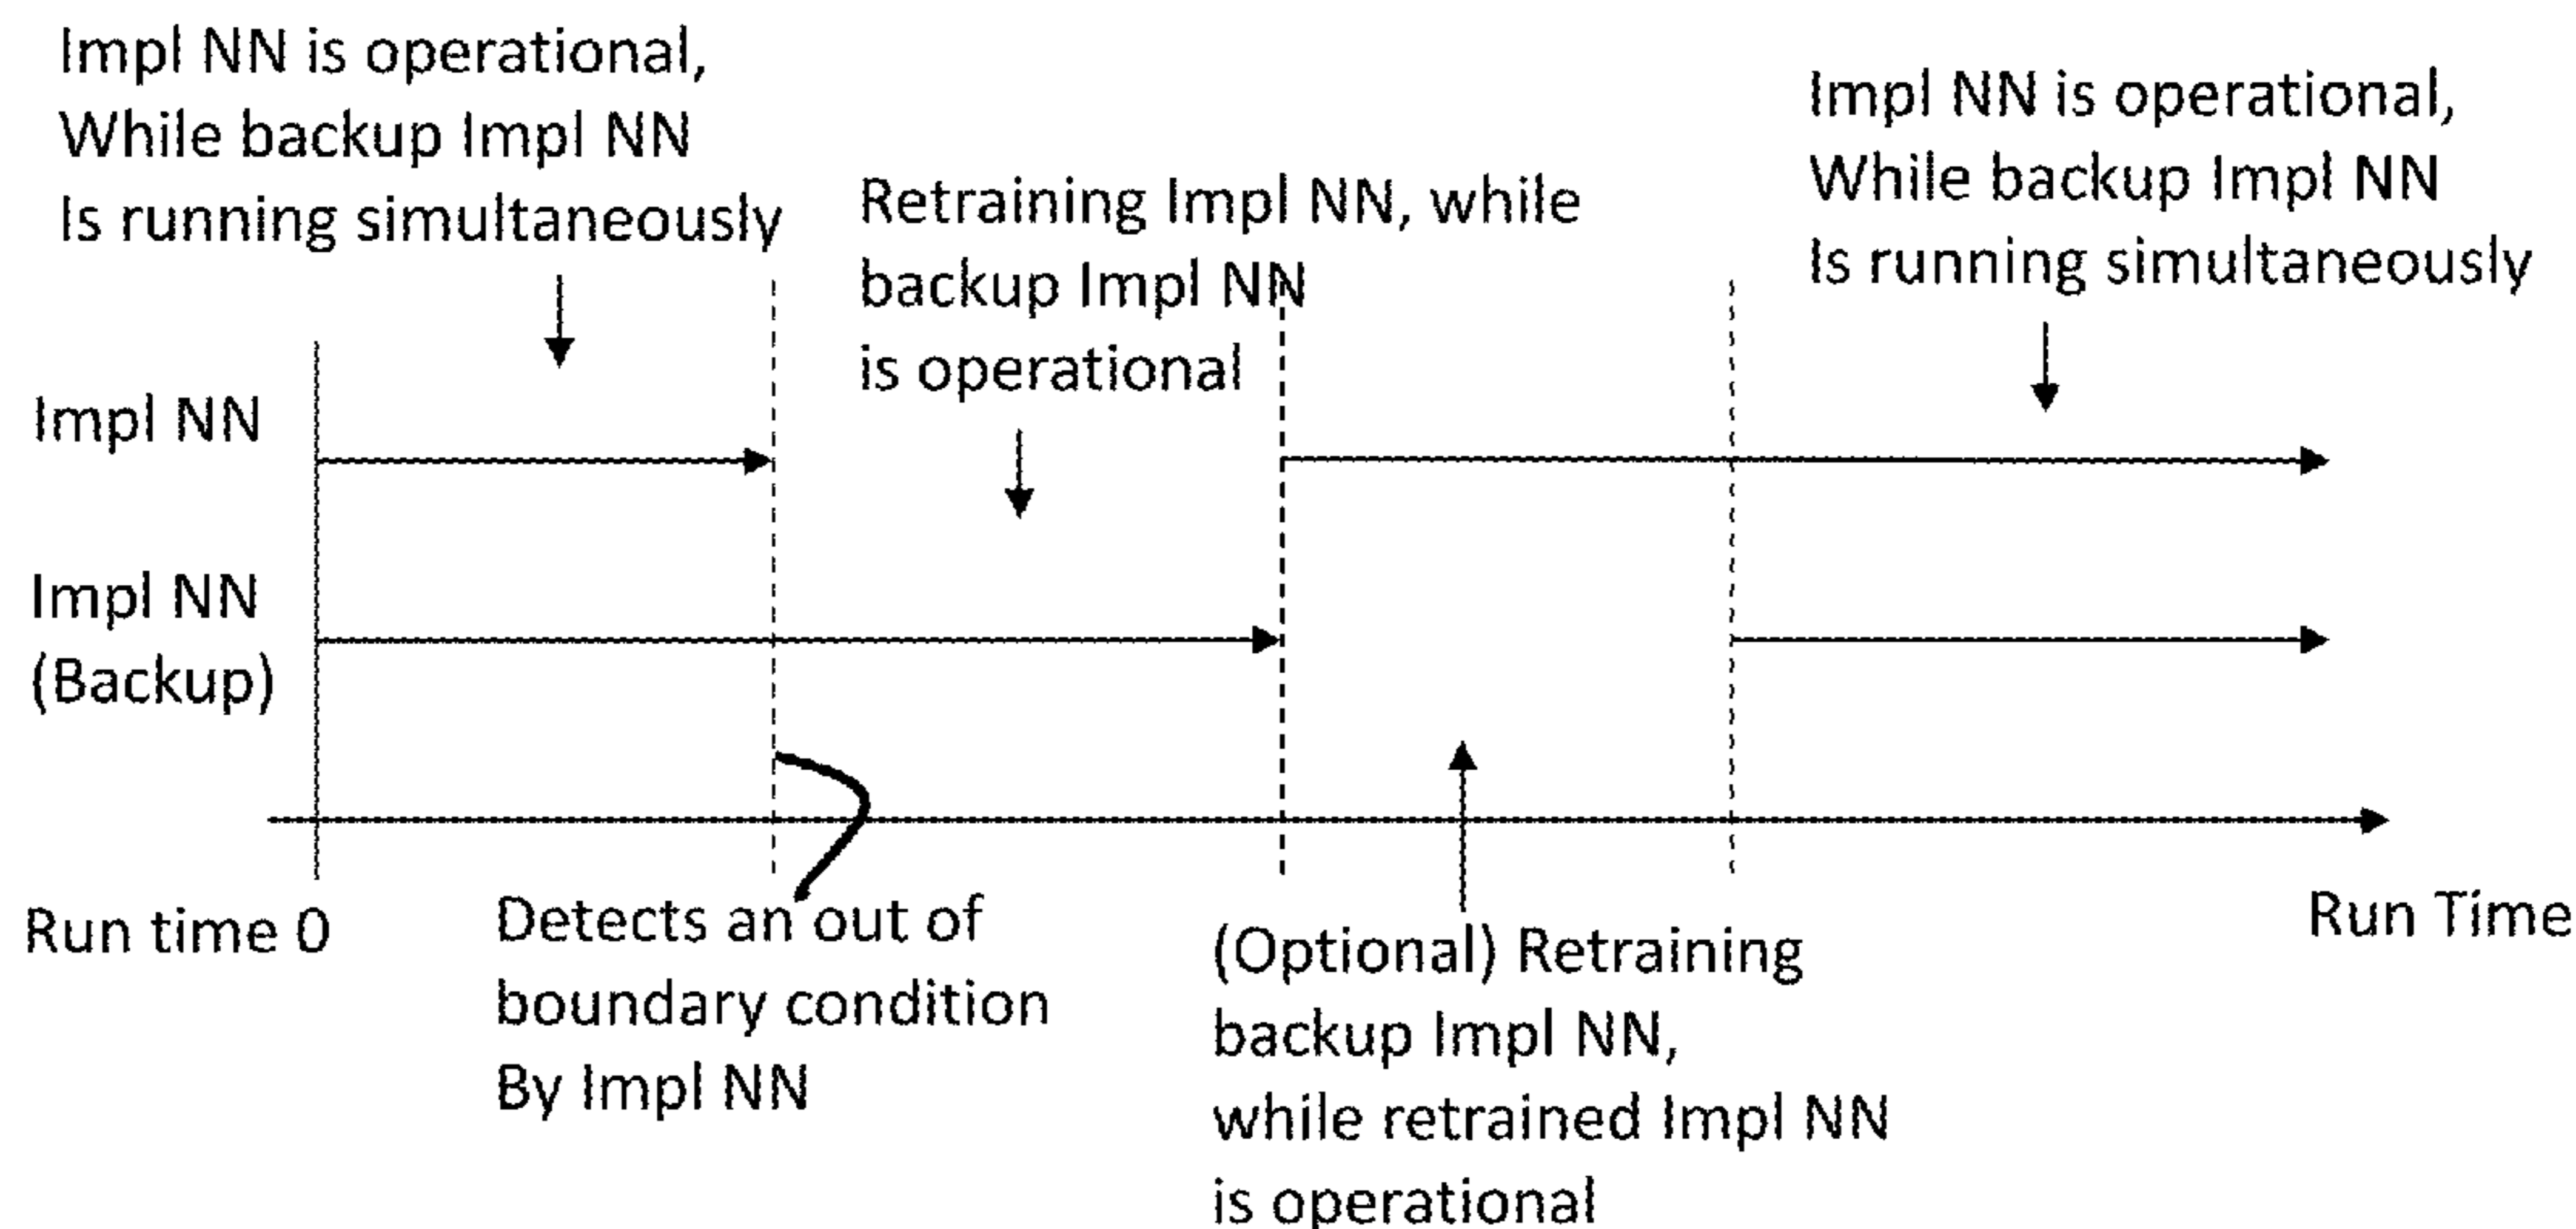 Impl NN is operational,
While backup Impl NN
Is running simultaneously
Retraining Impl NN, while
backup Impl NN
is operational
Impl NN is operational,
While backup Impl NN
Is running simultaneously
Impl NN
Impl NN
(Backup)
Run time 0
Detects an out of
boundary condition
By Impl NN
(Optional) Retraining
backup Impl NN,
while retrained Impl NN
is operational
Run Time